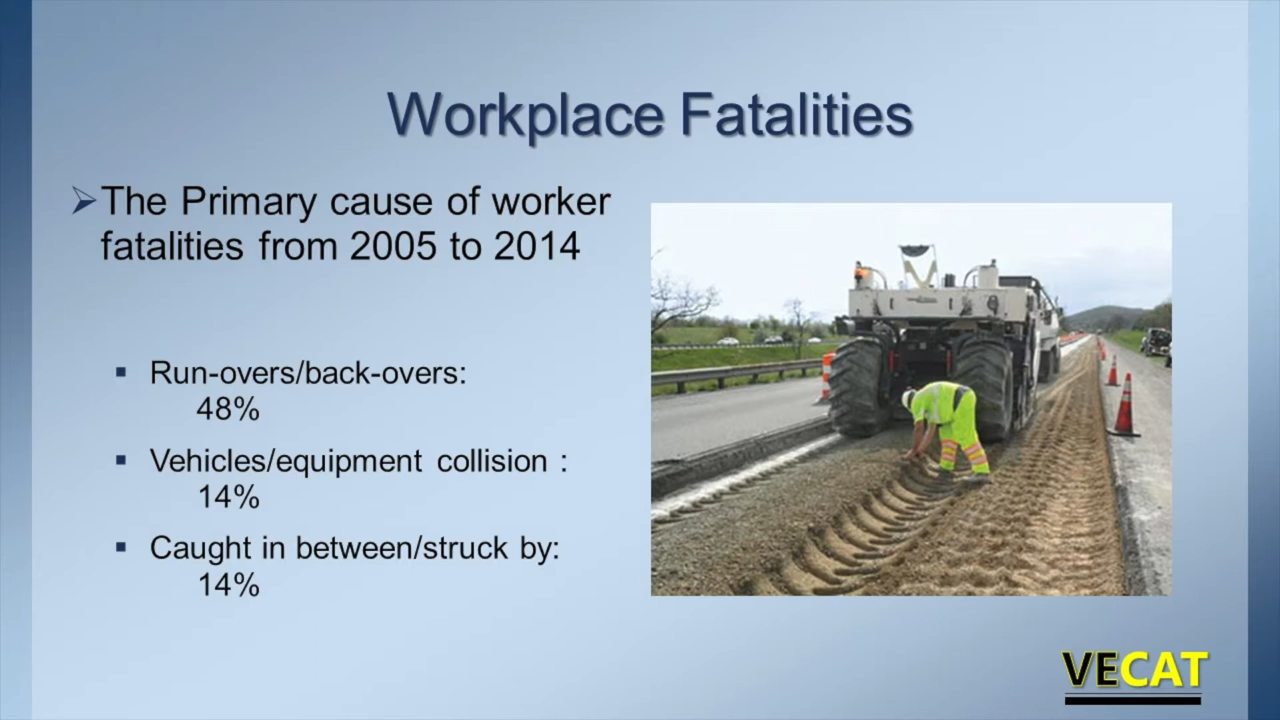 Workplace Fatalities
The Primary cause of worker
fatalities from 2005 to 2014
Run-overs/back-overs:
48%
Vehicles/equipment collision :
14%
Caught in between/struck by:
14%
VECAT